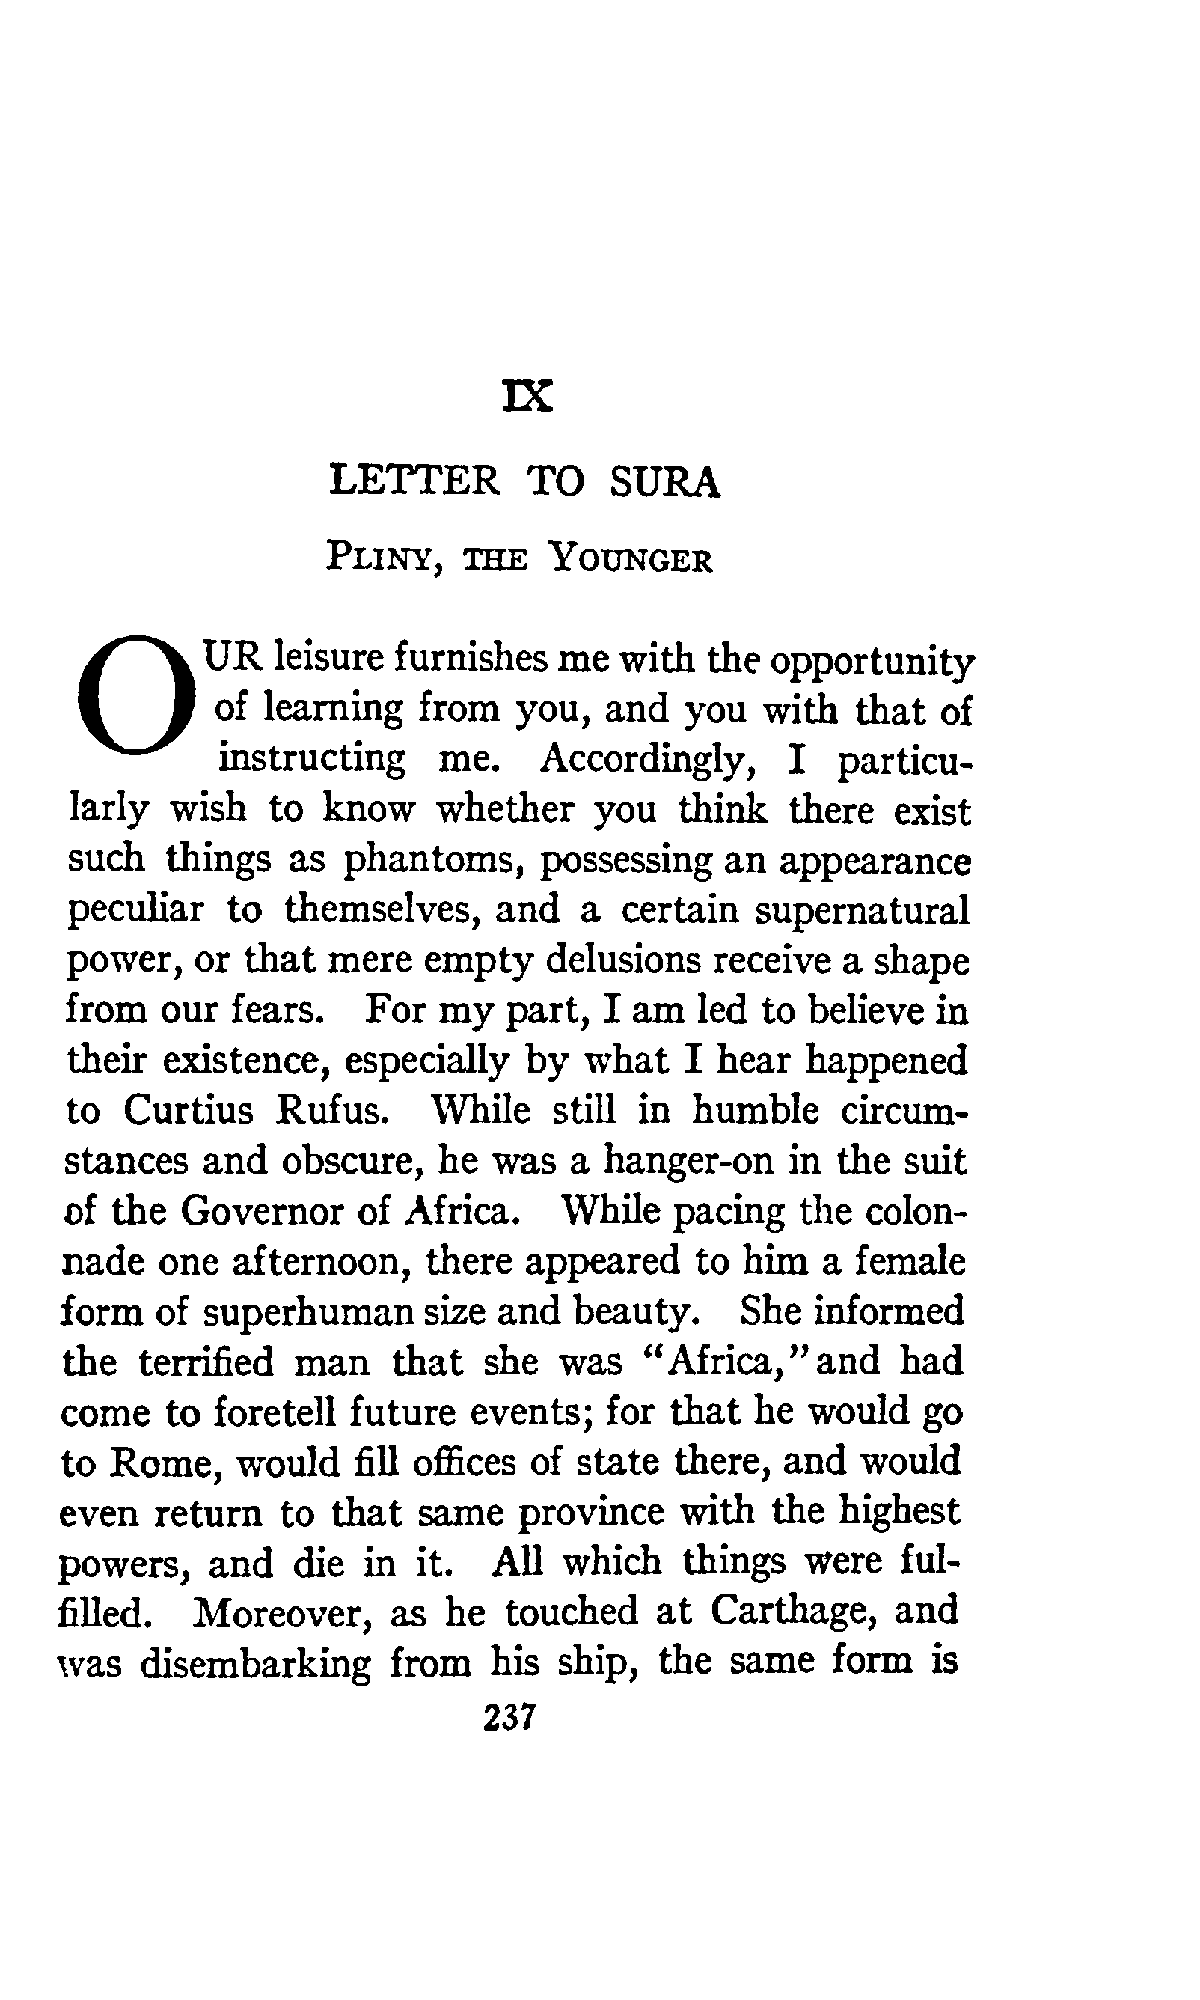 IX
LETTER TO SURA
PLINY, THE YOUNGER
OUR leisure furnishes me with the opportunity
of learning from you, and you with that of
instructing me. Accordingly, I particu-
larly wish to know whether you think there exist
such things as phantoms, possessing an appearance
peculiar to themselves, and a certain supernatural
power, or that mere empty delusions receive a shape
from our fears. For my part, I am led to believe in
their existence, especially by what I hear happened
to Curtius Rufus. While still in humble circum-
stances and obscure, he was a hanger-on in the suit
of the Governor of Africa. While pacing the colon-
nade one afternoon, there appeared to him a female
form of superhuman size and beauty. She informed
the terrified man that she was "Africa," and had
come to foretell future events; for that he would go
to Rome, would fill offices of state there, and would
even return to that same province with the highest
powers, and die in it. All which things were ful-
filled. Moreover, as he touched at Carthage, and
was disembarking from his ship, the same form is
237